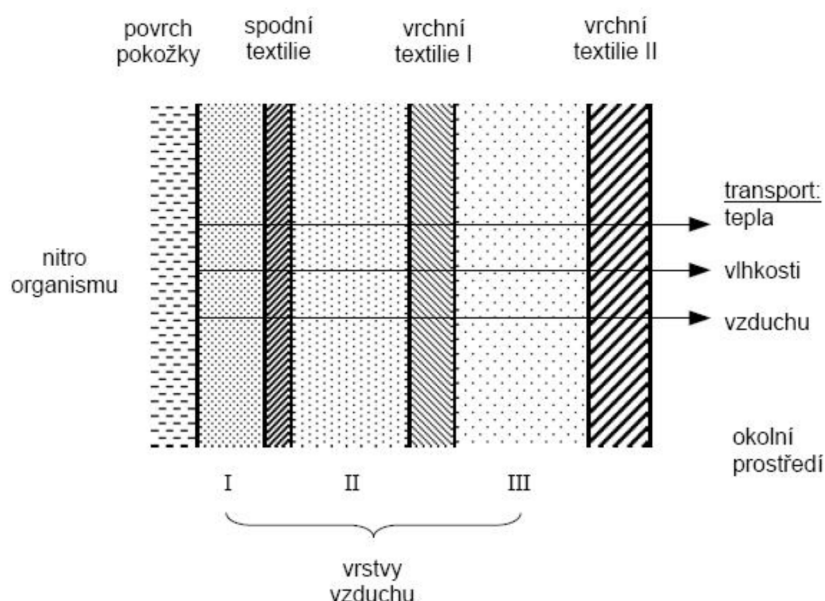 povrch
pokožky
spodní
textilie
vrchní
textilie I
vrchní
textilie II
transport:
tepla
nitro
organismu
vlhkosti
vzduchu
okolní
prostředí
I
II
III
vrstvy
vzduchu